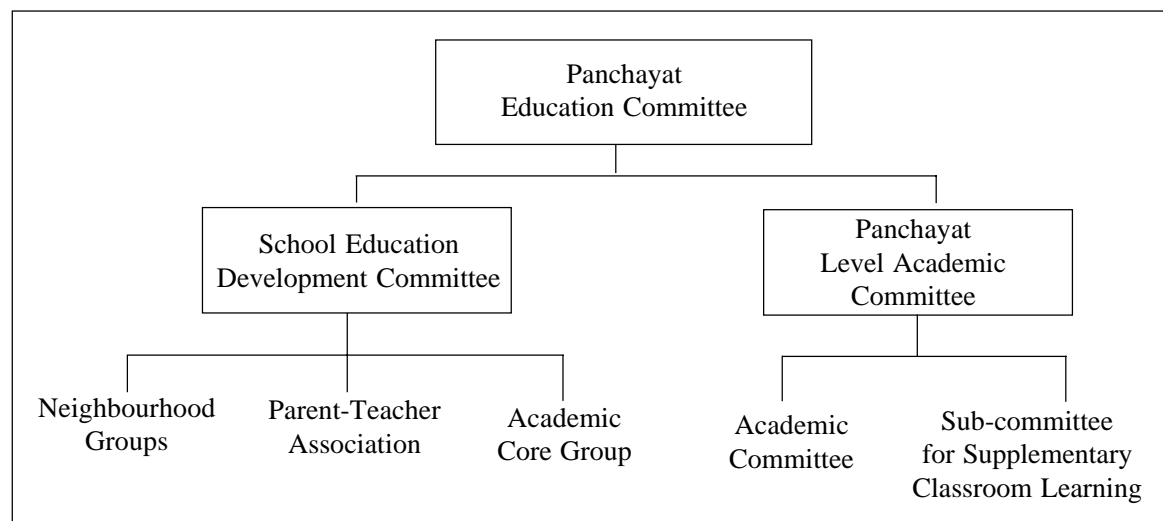 Panchayat
Education Committee
School Education
Development Committee
Panchayat
Level Academic
Committee
Neighbourhood
Groups
Parent-Teacher
Association
Academic
Core Group
Academic
Committee
Sub-committee
for Supplementary
Classroom Learning